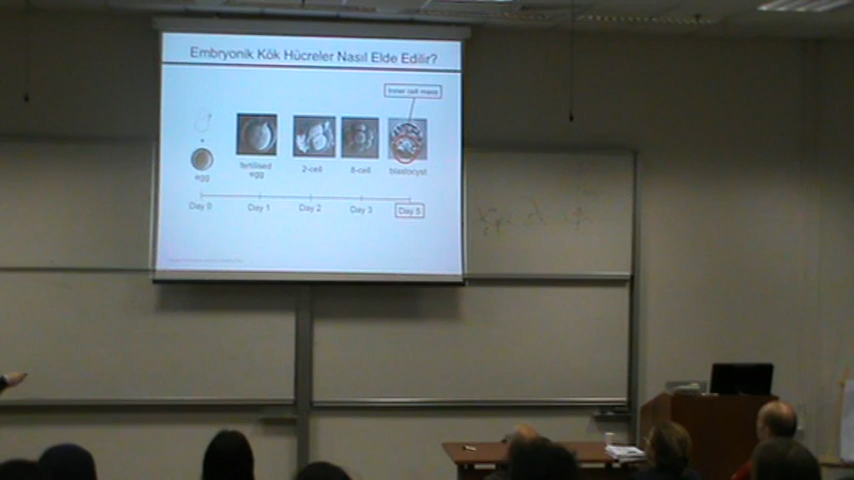 Embryonik Kök Hücreler Nasıl Elde Edilir?
Inner cell mass
egg
fertilised
egg
2-cell
8-cell
blastocyst
Day 0
Day 1
Day 2
Day 3
Day 5